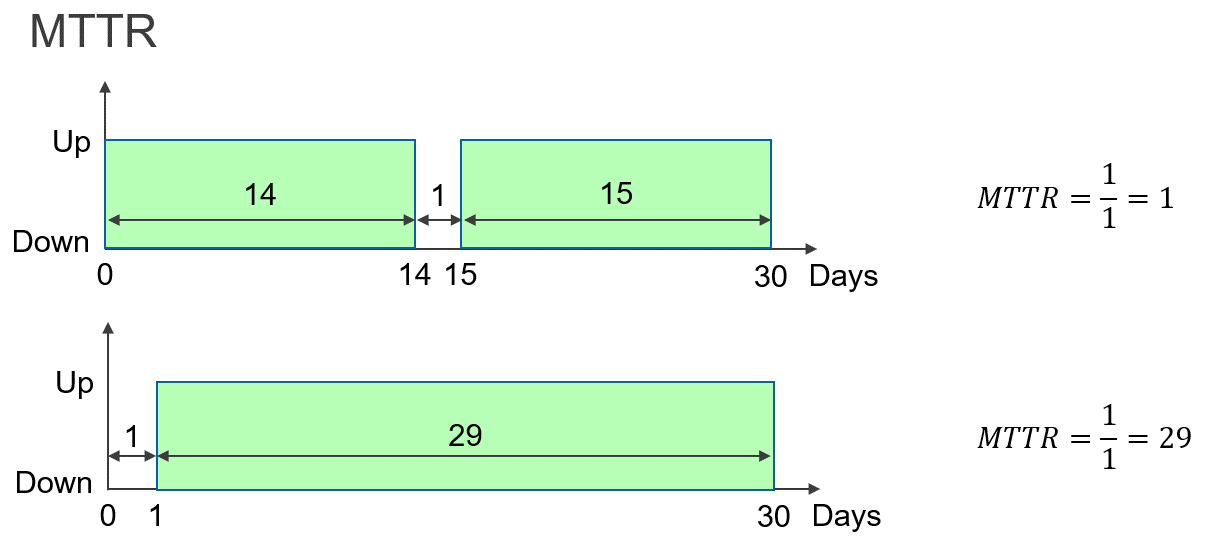 MTTR
Up
14
1
15
MTTR = 1/1 = 1
Down
0
14
15
30
Days
Up
1
29
MTTR = 1/1 = 29
Down
0
1
30
Days